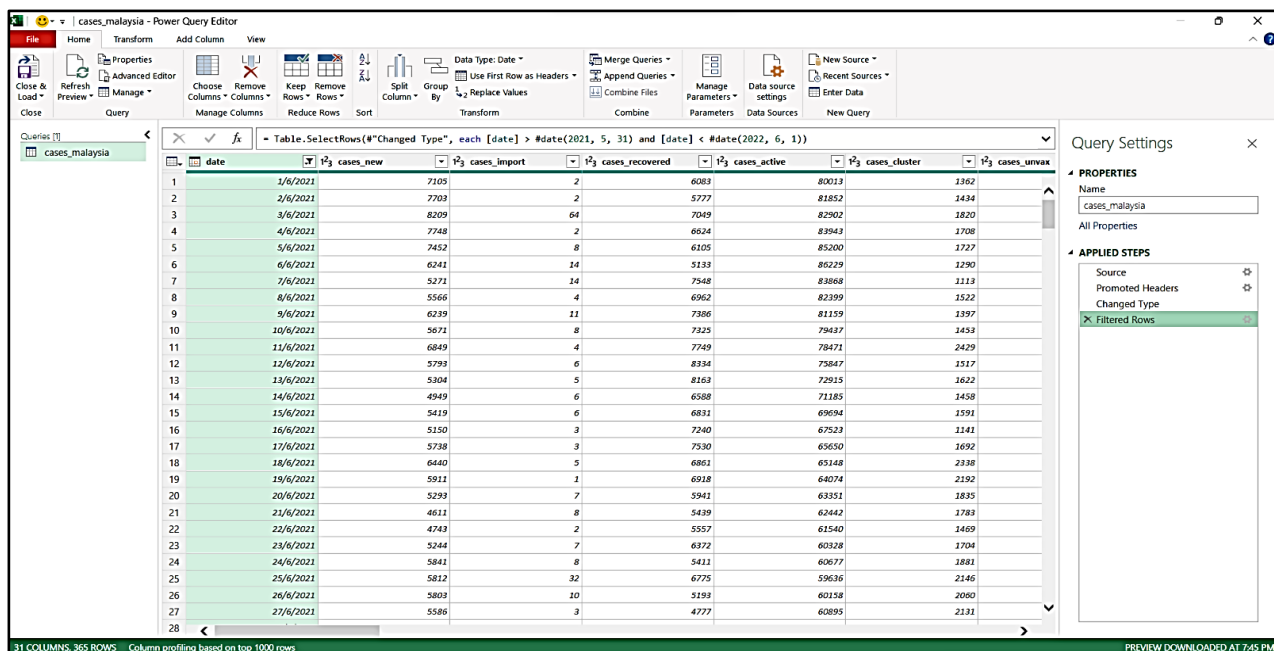 cases_malaysia - Power Query Editor
File Home Transform Add Column View
Close & Load
Refresh Preview
Properties
Advanced Editor
Manage
Choose Columns
Remove Columns
Keep Rows
Remove Rows
Split Column
Group By
Data Type: Date
Use First Row as Headers
Replace Values
Merge Queries
Append Queries
Combine Files
Manage Parameters
Data source settings
New Source
Recent Sources
Enter Data
Close Query Manage Columns Reduce Rows Sort Transform Combine Parameters Data Sources New Query
Queries [1]
cases_malaysia
= Table.SelectRows(#"Changed Type", each [date] > #date(2021, 5, 31) and [date] < #date(2022, 6, 1))
date 1²3 cases_new 1²3 cases_import 1²3 cases_recovered 1²3 cases_active 1²3 cases_cluster 1²3 cases_unvax
1 1/6/2021 7105 2 6083 80013 1362
2 2/6/2021 7703 2 5777 81852 1434
3 3/6/2021 8209 64 7049 82902 1820
4 4/6/2021 7748 2 6624 83943 1708
5 5/6/2021 7452 8 6105 85200 1727
6 6/6/2021 6241 14 5133 86229 1290
7 7/6/2021 5271 14 7548 83868 1113
8 8/6/2021 5566 4 6962 82399 1522
9 9/6/2021 6239 11 7386 81159 1397
10 10/6/2021 5671 8 7325 79437 1453
11 11/6/2021 6849 4 7749 78471 2429
12 12/6/2021 5793 6 8334 75847 1517
13 13/6/2021 5304 5 8163 72915 1622
14 14/6/2021 4949 6 6588 71185 1458
15 15/6/2021 5419 6 6831 69694 1591
16 16/6/2021 5150 3 7240 67523 1141
17 17/6/2021 5738 3 7530 65650 1692
18 18/6/2021 6440 5 6861 65148 2338
19 19/6/2021 5911 1 6918 64074 2192
20 20/6/2021 5293 7 5941 63351 1835
21 21/6/2021 4611 8 5439 62442 1783
22 22/6/2021 4743 2 5557 61540 1469
23 23/6/2021 5244 7 6372 60328 1704
24 24/6/2021 5841 8 5411 60677 1881
25 25/6/2021 5812 32 6775 59636 2146
26 26/6/2021 5803 10 5193 60158 2060
27 27/6/2021 5586 3 4777 60895 2131
28
Query Settings
PROPERTIES
Name
cases_malaysia
All Properties
APPLIED STEPS
Source
Promoted Headers
Changed Type
Filtered Rows
31 COLUMNS, 365 ROWS Column profiling based on top 1000 rows PREVIEW DOWNLOADED AT 7:45 PM